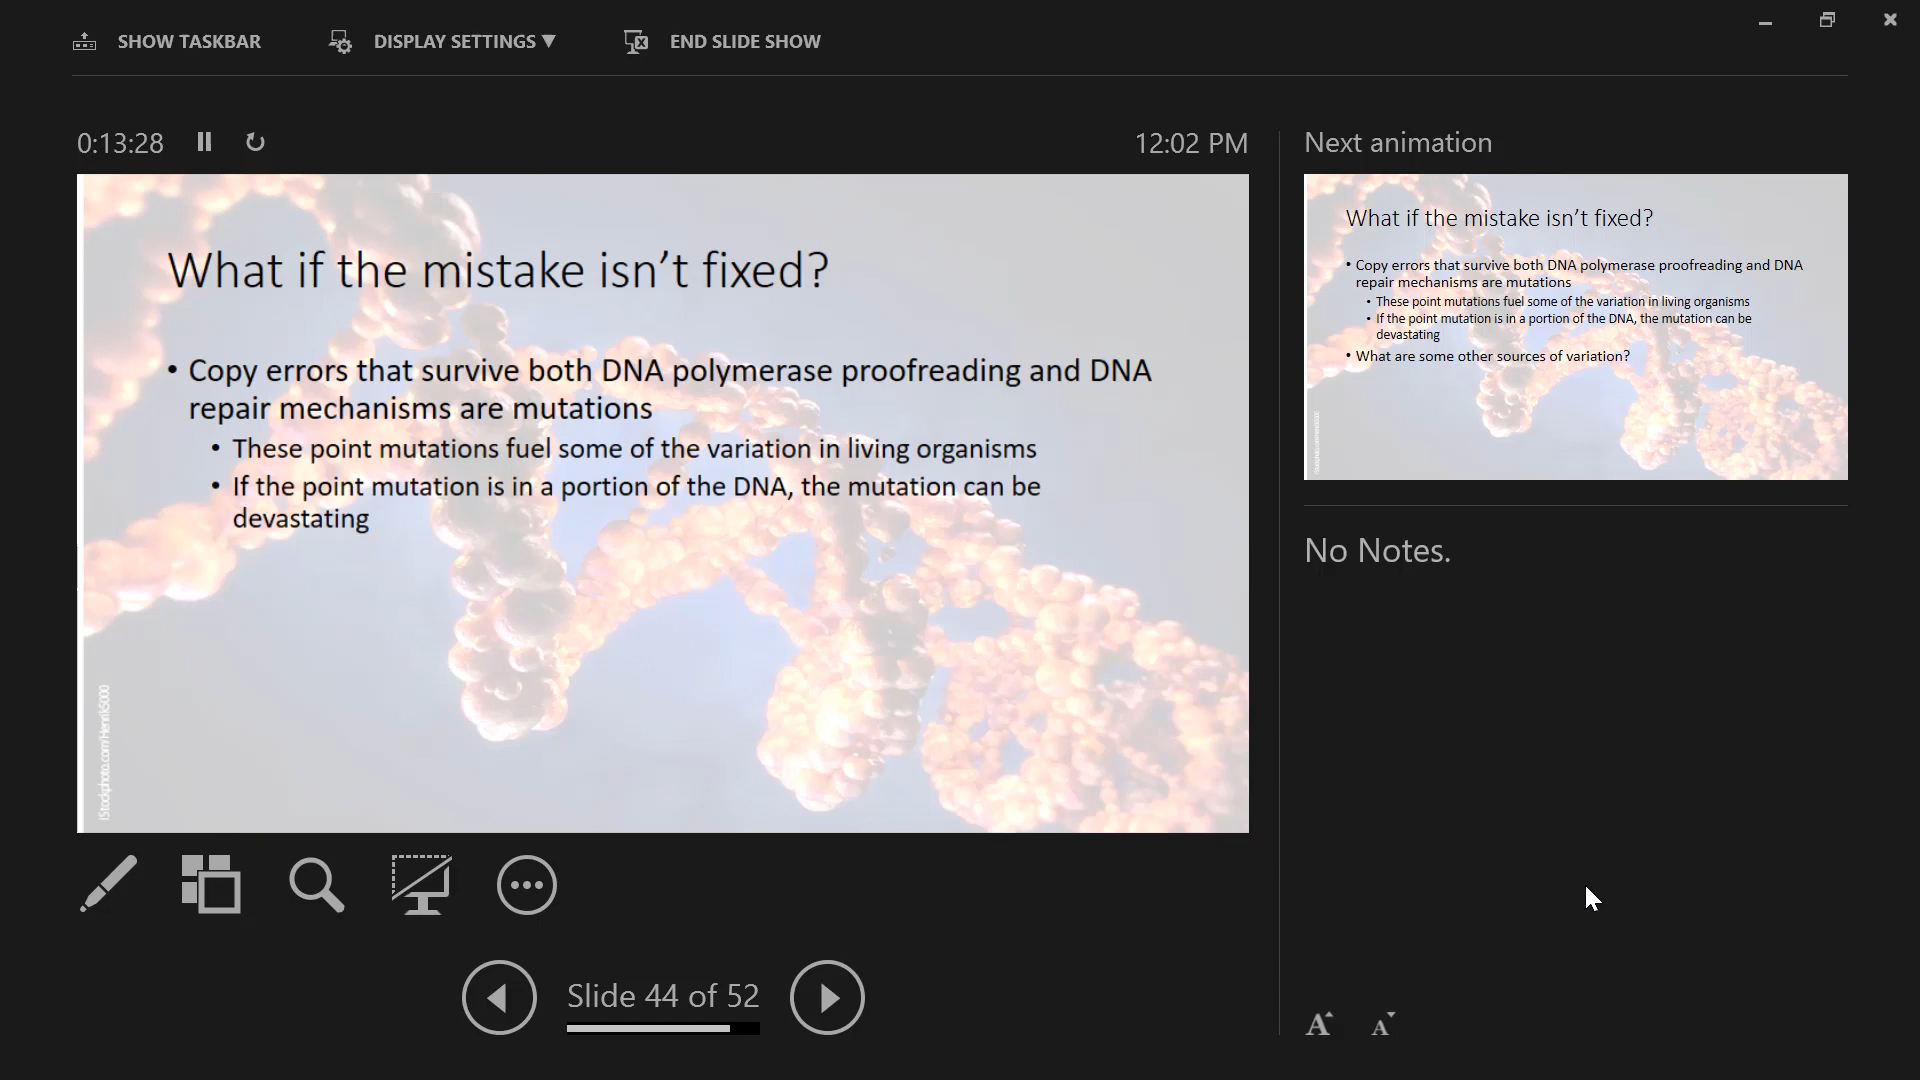 SHOW TASKBAR
DISPLAY SETTINGS ▼
END SLIDE SHOW
0:13:28
12:02 PM
What if the mistake isn’t fixed?
• Copy errors that survive both DNA polymerase proofreading and DNA
repair mechanisms are mutations
• These point mutations fuel some of the variation in living organisms
• If the point mutation is in a portion of the DNA, the mutation can be
devastating
iStockphoto.com/Henrik5000
Slide 44 of 52
Next animation
What if the mistake isn’t fixed?
• Copy errors that survive both DNA polymerase proofreading and DNA
repair mechanisms are mutations
• These point mutations fuel some of the variation in living organisms
• If the point mutation is in a portion of the DNA, the mutation can be
devastating
• What are some other sources of variation?
No Notes.
A A